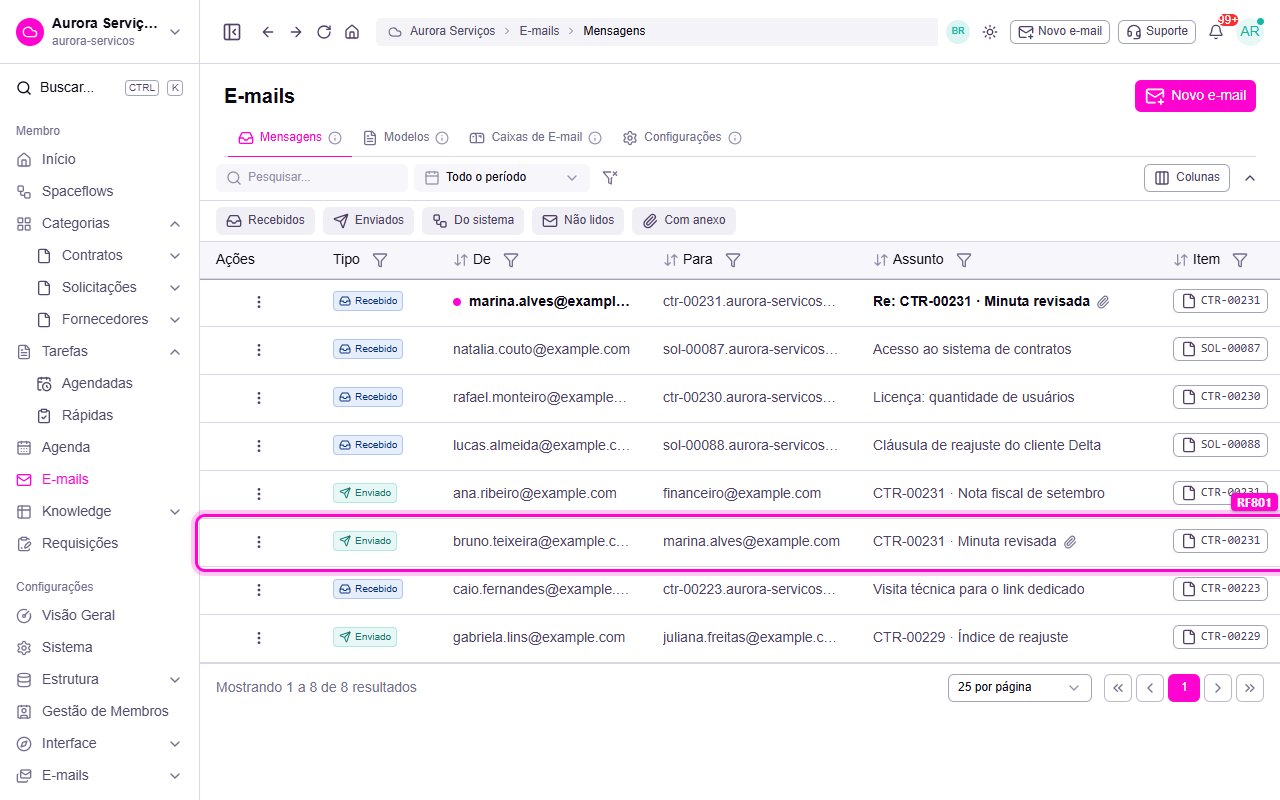 Aurora Serviç...
aurora-servicos
Aurora Serviços > E-mails > Mensagens
BR
Novo e-mail
Suporte
99+
AR
Buscar...
CTRL
K
Membro
Início
Spaceflows
Categorias
Contratos
Solicitações
Fornecedores
Tarefas
Agendadas
Rápidas
Agenda
E-mails
Knowledge
Requisições
Configurações
Visão Geral
Sistema
Estrutura
Gestão de Membros
Interface
E-mails
E-mails
Novo e-mail
Mensagens
Modelos
Caixas de E-mail
Configurações
Pesquisar...
Todo o período
Colunas
Recebidos
Enviados
Do sistema
Não lidos
Com anexo
Ações Tipo De Para Assunto Item
Recebido marina.alves@exampl... ctr-00231.aurora-servicos... Re: CTR-00231 · Minuta revisada CTR-00231
Recebido natalia.couto@example.com sol-00087.aurora-servicos... Acesso ao sistema de contratos SOL-00087
Recebido rafael.monteiro@example... ctr-00230.aurora-servicos... Licença: quantidade de usuários CTR-00230
Recebido lucas.almeida@example.c... sol-00088.aurora-servicos... Cláusula de reajuste do cliente Delta SOL-00088
Enviado ana.ribeiro@example.com financeiro@example.com CTR-00231 · Nota fiscal de setembro CTR-00231
RF801
Enviado bruno.teixeira@example.c... marina.alves@example.com CTR-00231 · Minuta revisada CTR-00231
Recebido caio.fernandes@example.... ctr-00223.aurora-servicos... Visita técnica para o link dedicado CTR-00223
Enviado gabriela.lins@example.com juliana.freitas@example.c... CTR-00229 · Índice de reajuste CTR-00229
Mostrando 1 a 8 de 8 resultados
25 por página
1